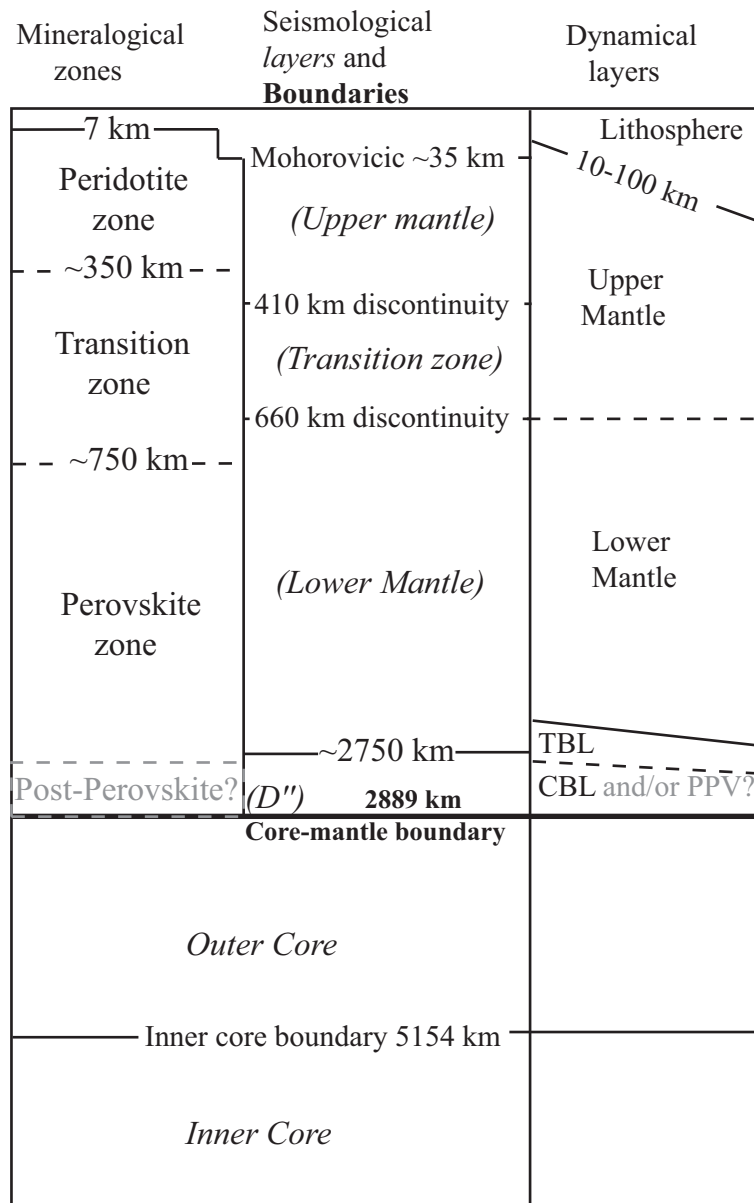 Mineralogical
zones
Seismological
layers and
Boundaries
Dynamical
layers
7 km
Peridotite
zone
~350 km
Transition
zone
~750 km
Perovskite
zone
Post-Perovskite?
Mohorovicic ~35 km
(Upper mantle)
410 km discontinuity
(Transition zone)
660 km discontinuity
(Lower Mantle)
~2750 km
(D'')
2889 km
Core-mantle boundary
Lithosphere
10-100 km
Upper
Mantle
Lower
Mantle
TBL
CBL and/or PPV?
Outer Core
Inner core boundary 5154 km
Inner Core